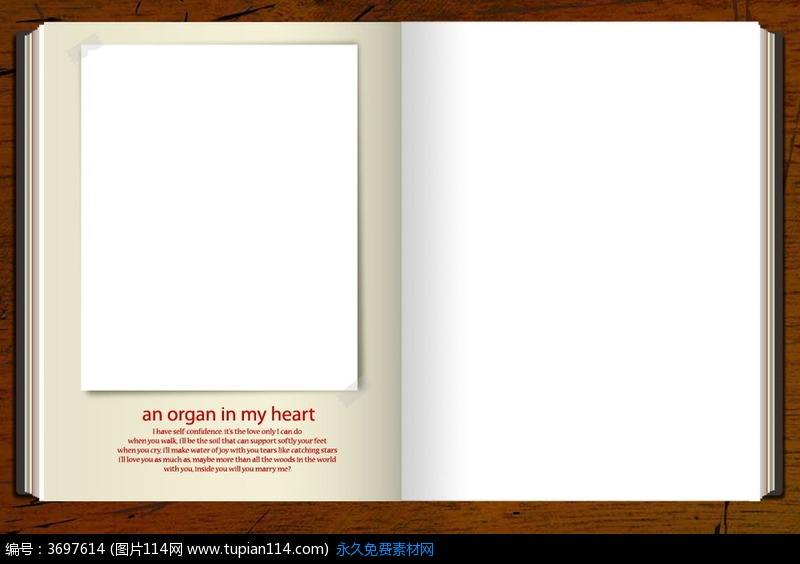 an organ in my heart
I have self-confidence. it's the love only I can do
when you walk, i'll be the soil that can support softly your feet
when you cry, i'll make water of joy with you tears like catching stars
i'll love you as much as, maybe more than all the woods in the world
with you, inside you will you marry me?
编号：3697614 (图片114网 www.tupian114.com) 永久免费素材网